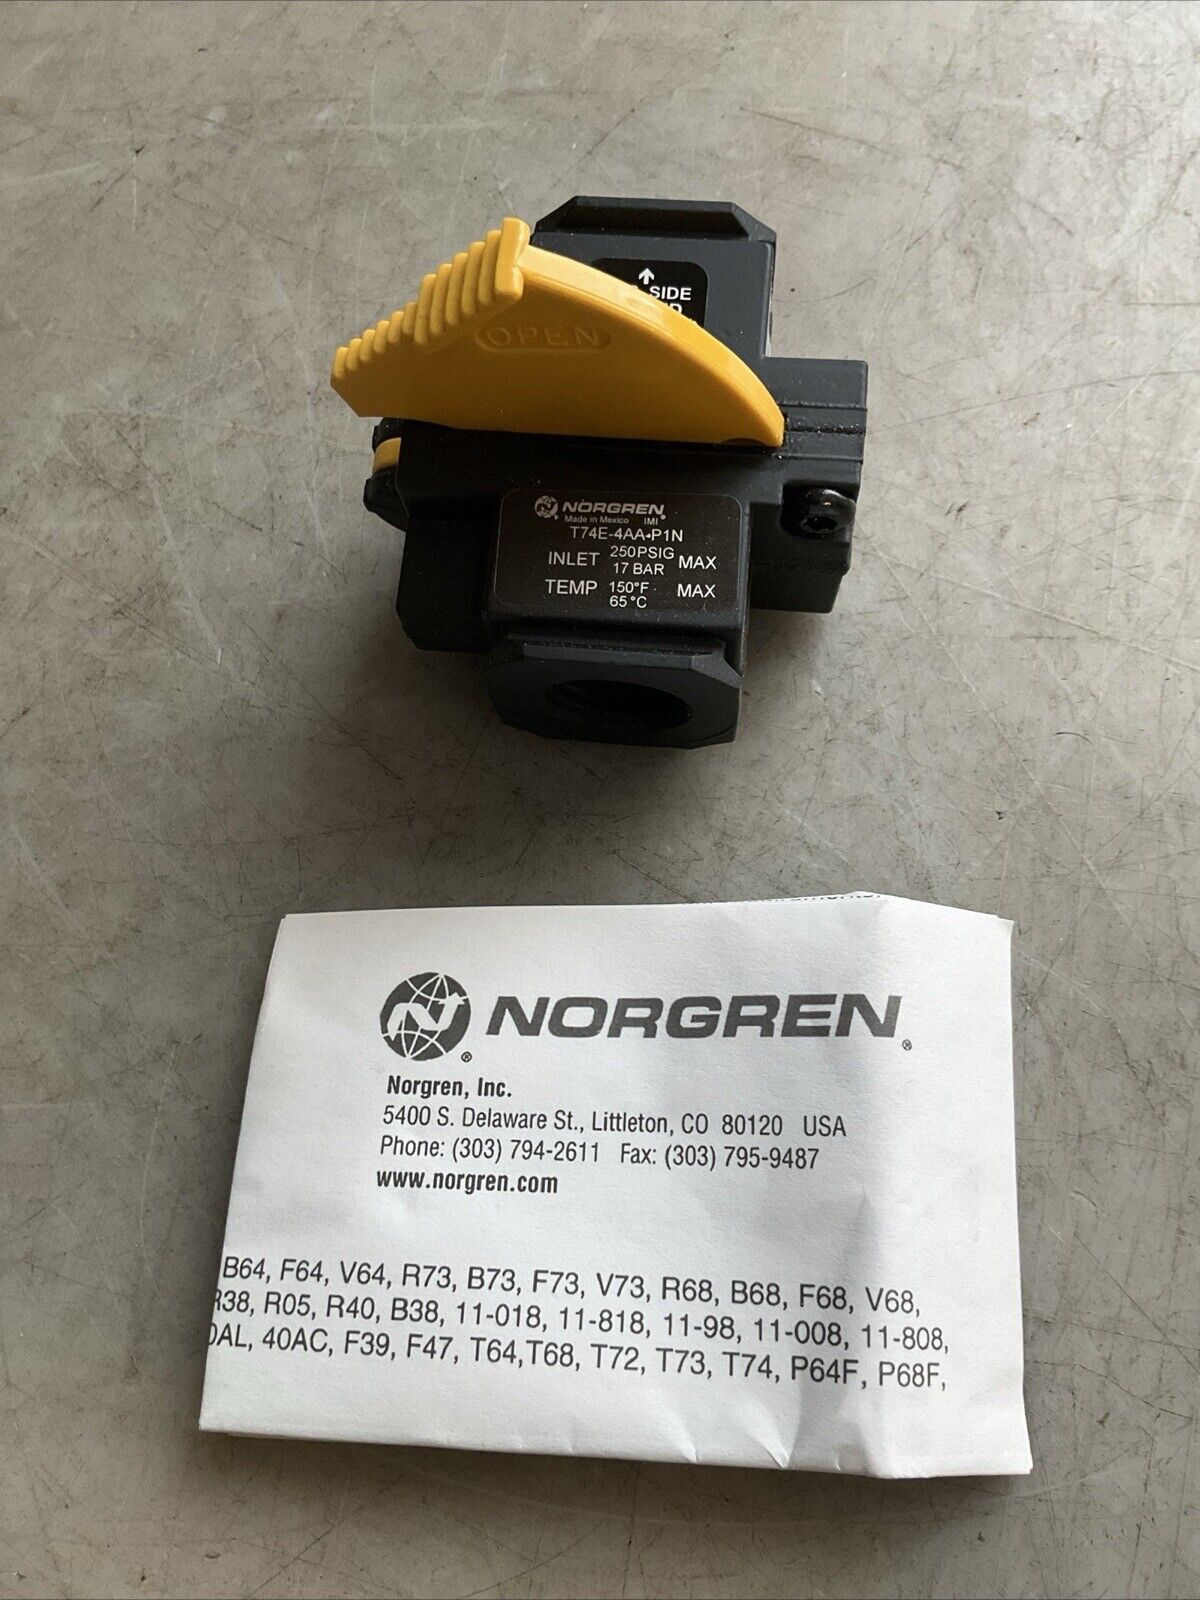 SIDE
OPEN
NORGREN
Made in Mexico IMI
T74E-4AA-P1N
INLET 250PSIG MAX
17 BAR
TEMP 150°F MAX
65°C
NORGREN
Norgren, Inc.
5400 S. Delaware St., Littleton, CO 80120 USA
Phone: (303) 794-2611 Fax: (303) 795-9487
www.norgren.com
B64, F64, V64, R73, B73, F73, V73, R68, B68, F68, V68,
R38, R05, R40, B38, 11-018, 11-818, 11-98, 11-008, 11-808,
40AC, F39, F47, T64,T68, T72, T73, T74, P64F, P68F,